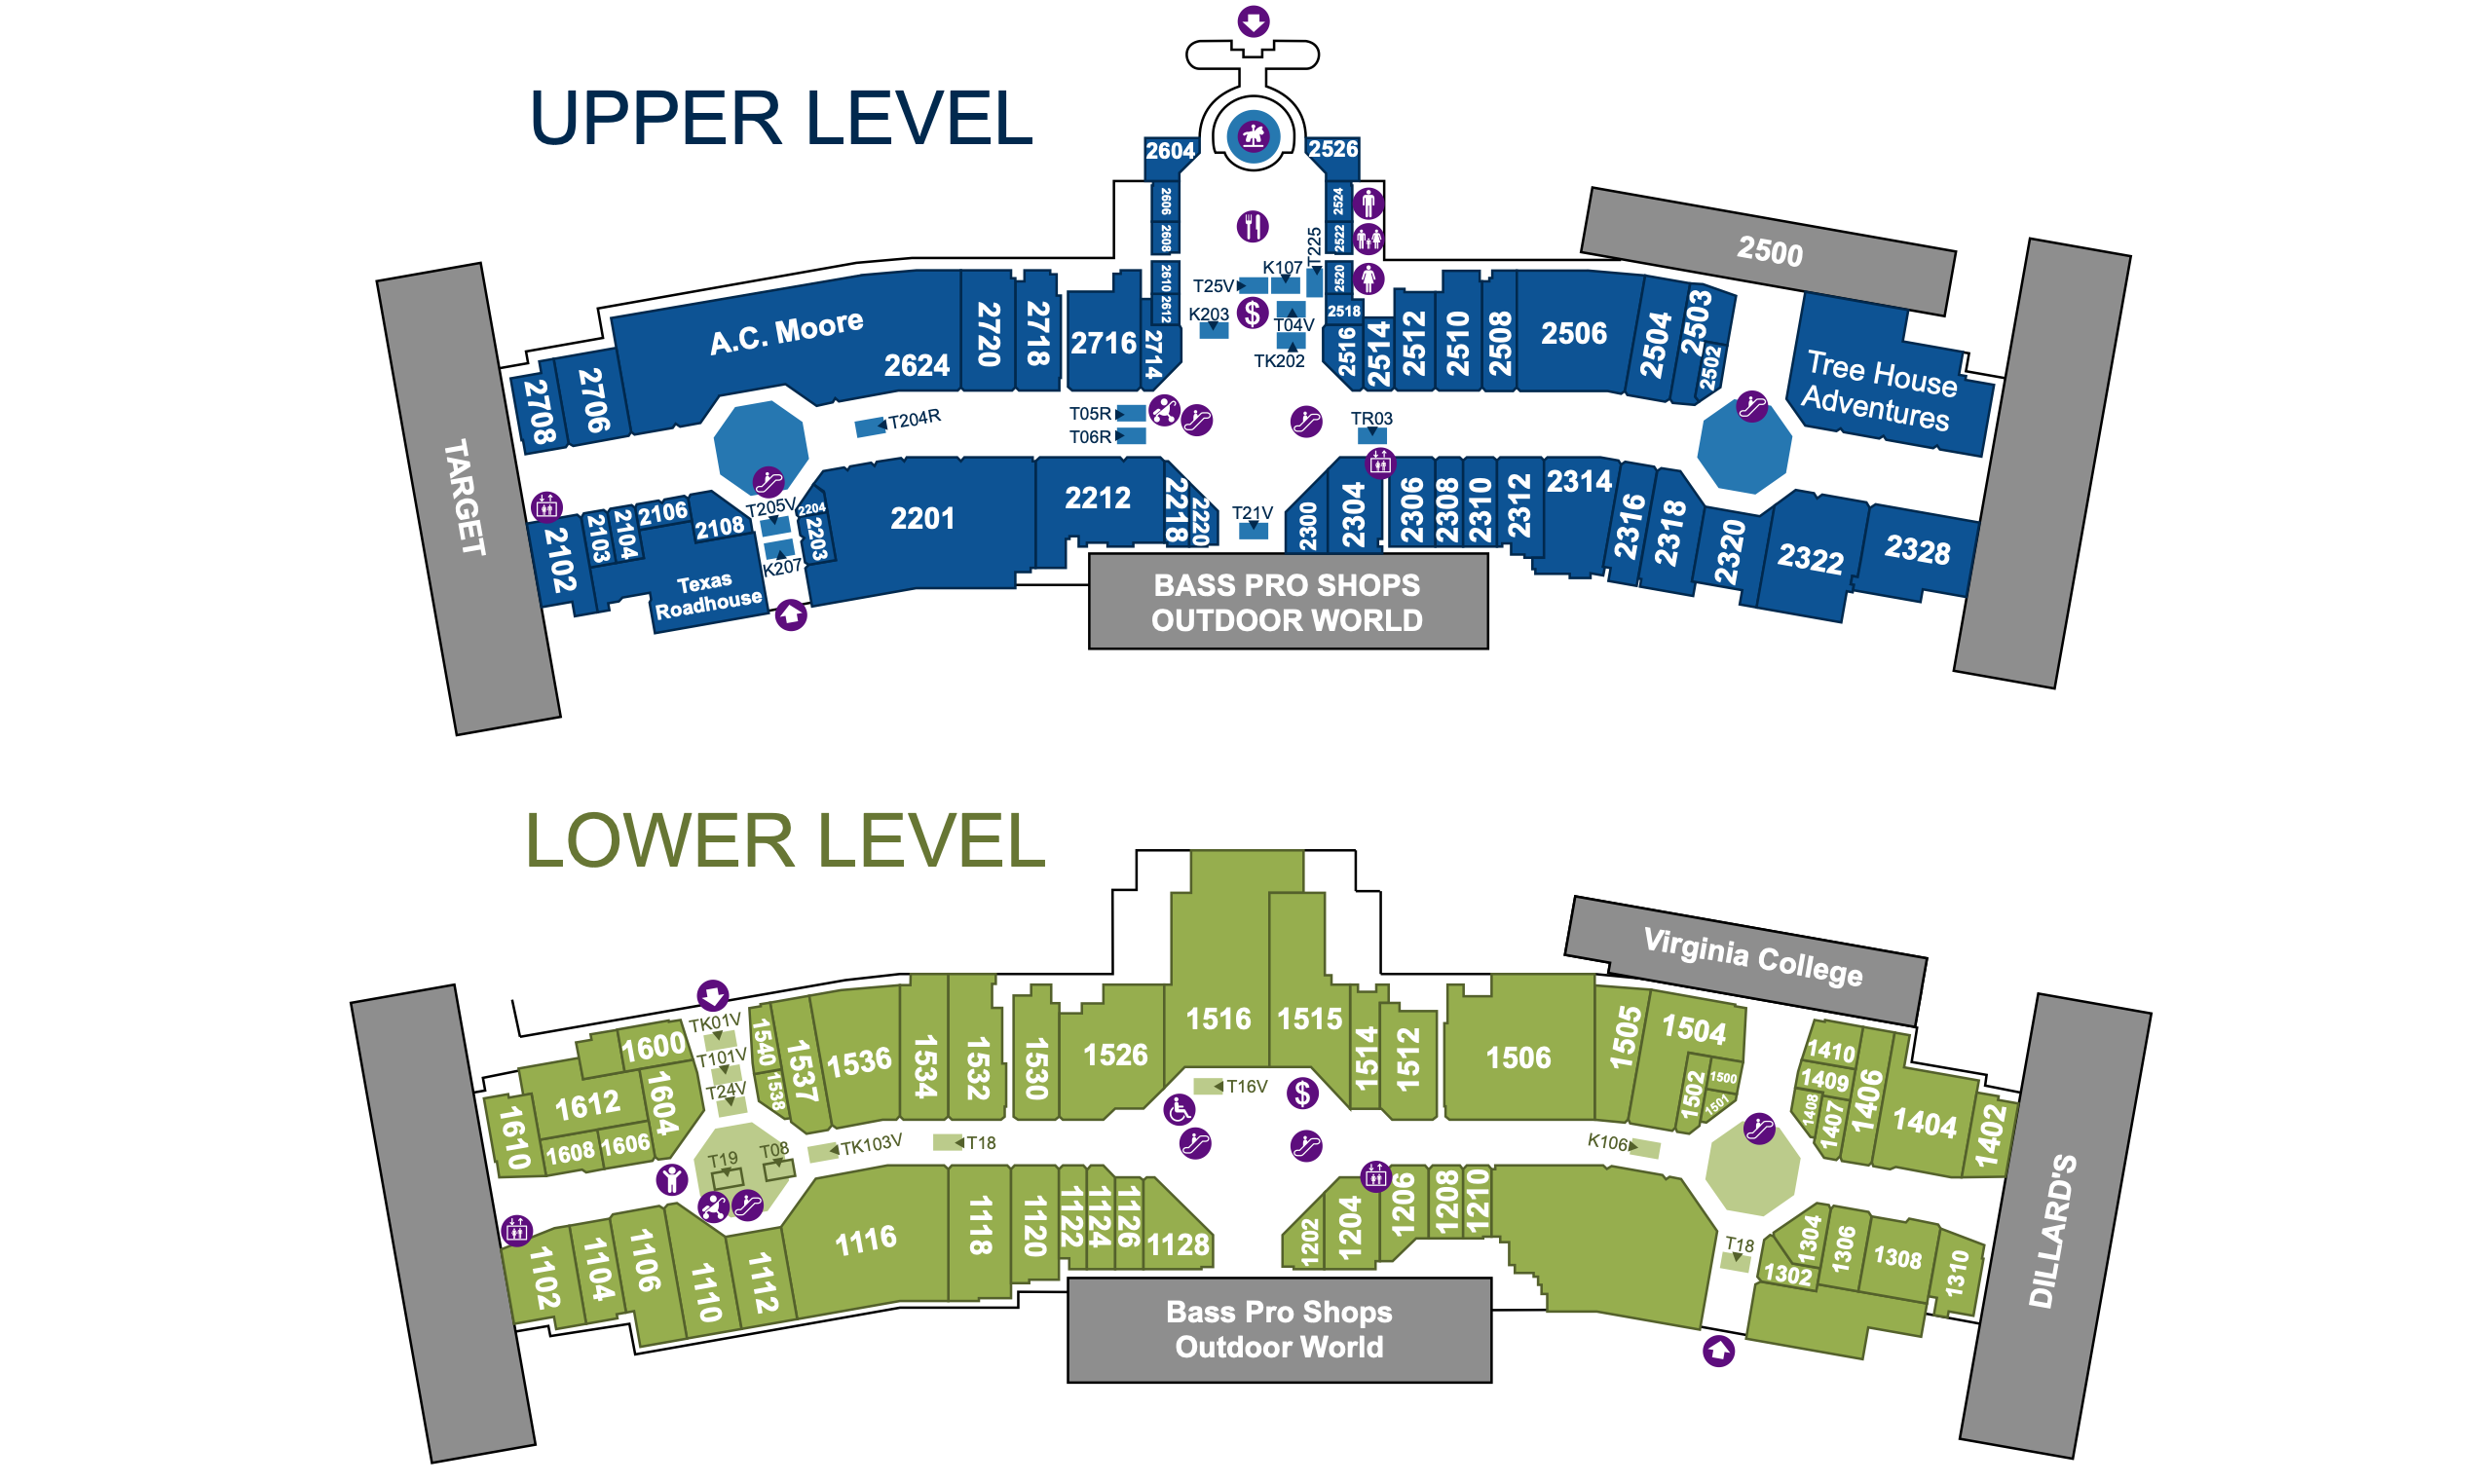 UPPER LEVEL
2604
2526
2606
2524
2608
2522
T225
2500
K107
2610
2520
T25V
2612
2518
K203
$
T04V
TK202
A.C. Moore
2624
2720
2718
2716
2714
2516
2514
2512
2510
2508
2506
2504
2503
2502
Tree House
Adventures
2708
2706
T204R
T05R
T06R
TR03
TARGET
2102
2103
2104
2106
2108
T205V
K207
2204
2203
Texas
Roadhouse
2201
2212
2218
2220
T21V
2300
2304
2306
2308
2310
2312
2314
2316
2318
2320
2322
2328
BASS PRO SHOPS
OUTDOOR WORLD
LOWER LEVEL
Virginia College
1610
1612
1600
1604
1608
1606
TK01V
T101V
T24V
1540
1538
1537
1536
1534
1532
1530
1526
1516
1515
1514
1512
1506
1505
1504
1502
1500
1501
1410
1409
1408
1407
1406
1404
1402
T16V
$
T19
T08
TK103V
T18
K106
1102
1104
1106
1110
1112
1116
1118
1120
1122
1124
1126
1128
1202
1204
1206
1208
1210
T18
1304
1302
1306
1308
1310
DILLARD'S
Bass Pro Shops
Outdoor World